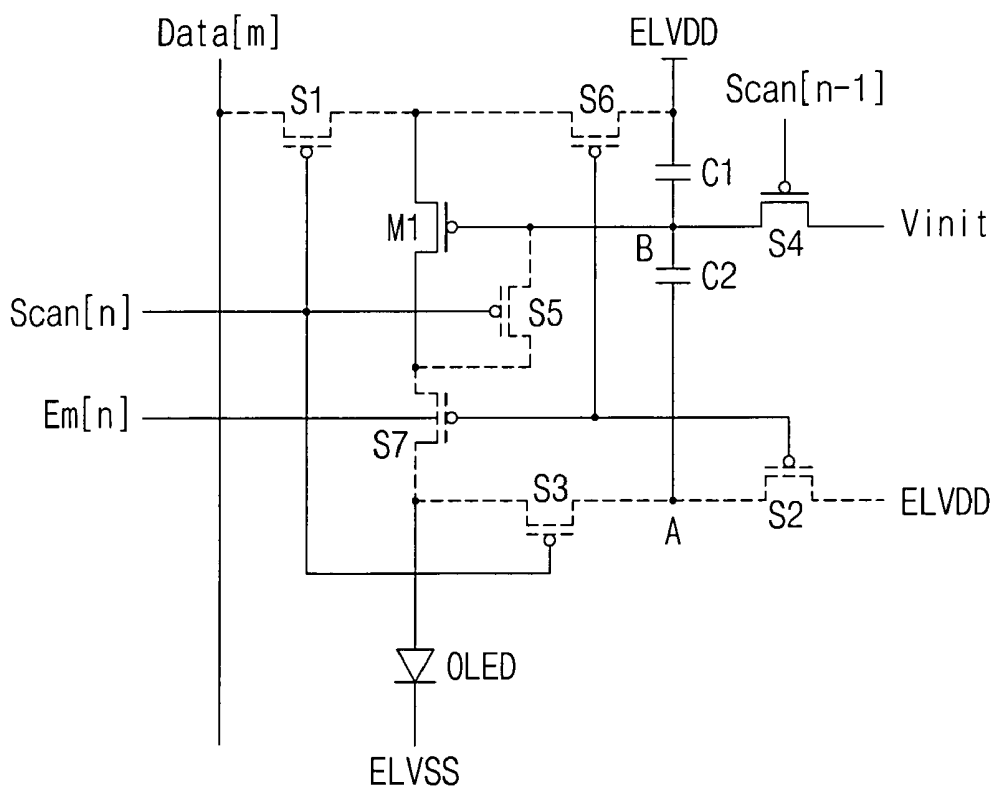 Data[m]
ELVDD
Scan[n-1]
S1
S6
C1
M1
B
S4
Vinit
C2
Scan[n]
S5
Em[n]
S7
S3
A
S2
ELVDD
OLED
ELVSS